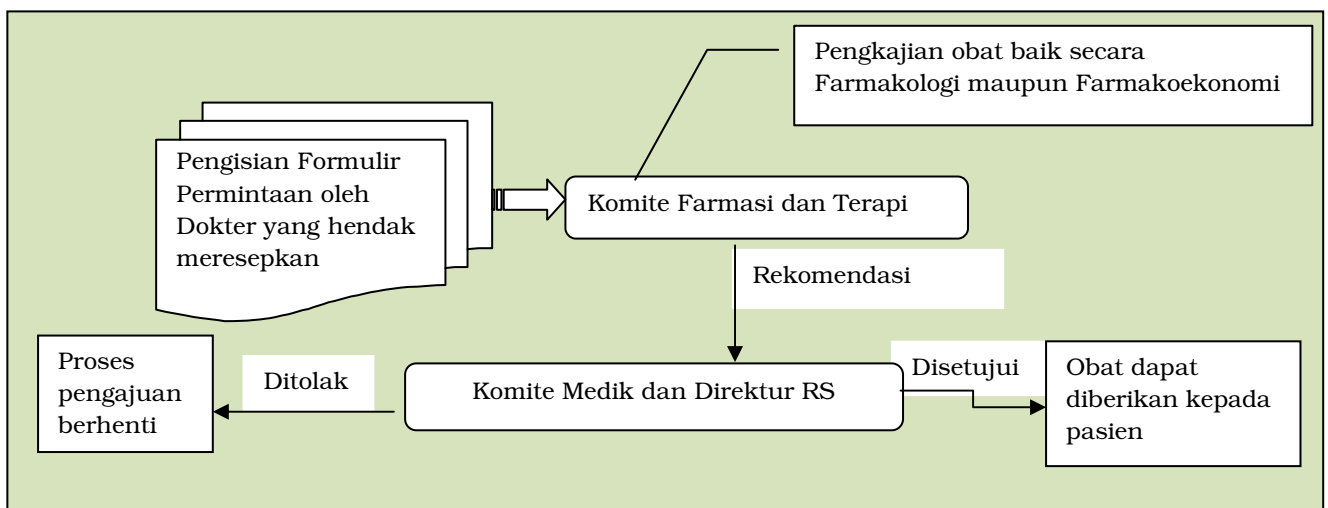 Pengkajian obat baik secara
Farmakologi maupun Farmakoekonomi
Pengisian Formulir
Permintaan oleh
Dokter yang hendak
meresepkan
Komite Farmasi dan Terapi
Rekomendasi
Proses
pengajuan
berhenti
Ditolak
Komite Medik dan Direktur RS
Disetujui
Obat dapat
diberikan kepada
pasien